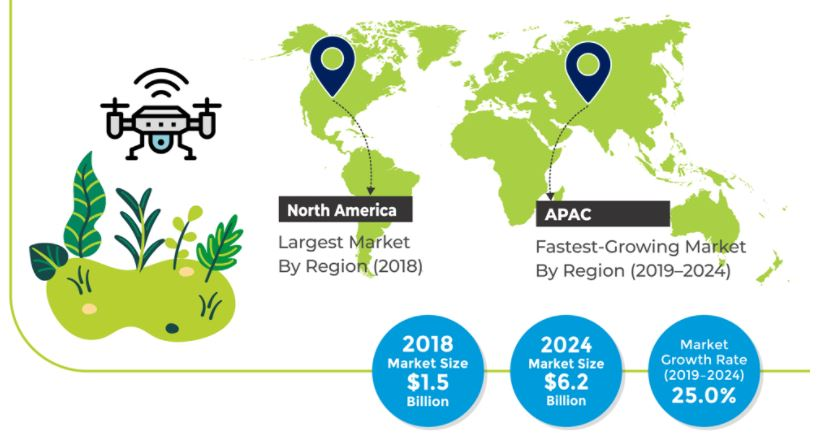 North America
Largest Market
By Region (2018)
APAC
Fastest-Growing Market
By Region (2019–2024)
2018
Market Size
$1.5
Billion
2024
Market Size
$6.2
Billion
Market
Growth Rate
(2019–2024)
25.0%